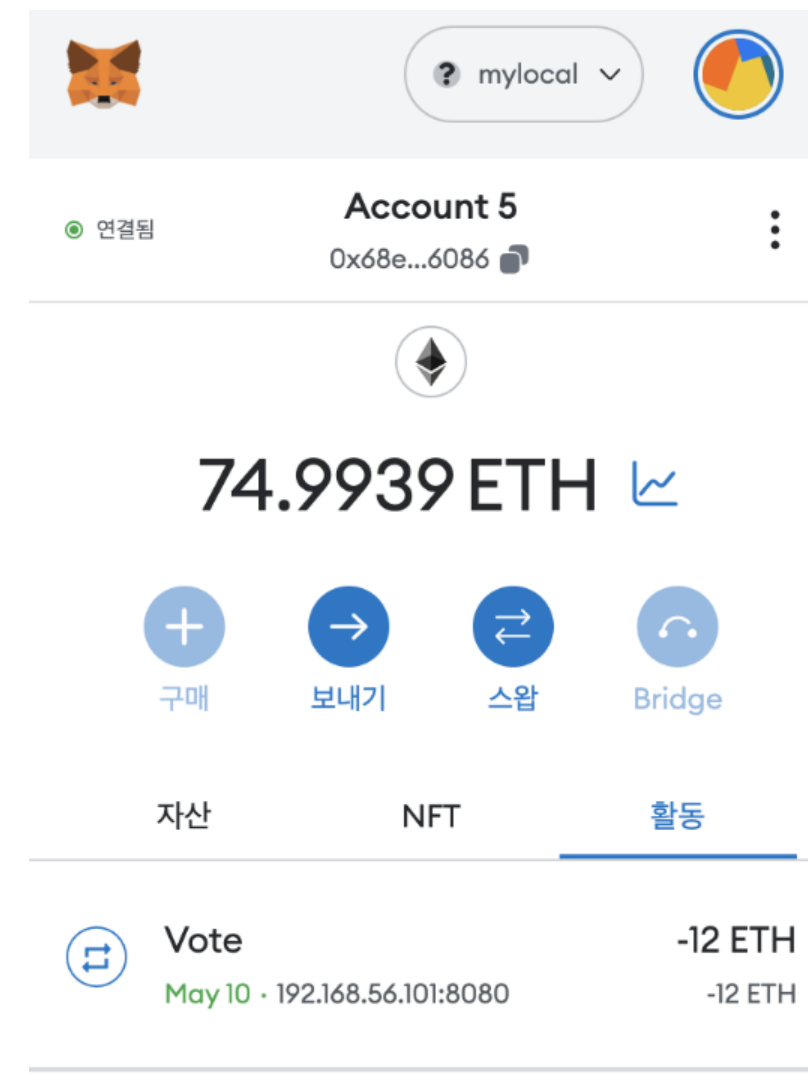 ? mylocal
연결됨
Account 5
0x68e...6086
74.9939 ETH
구매 보내기 스왑 Bridge
자산 NFT 활동
Vote -12 ETH
May 10 · 192.168.56.101:8080 -12 ETH